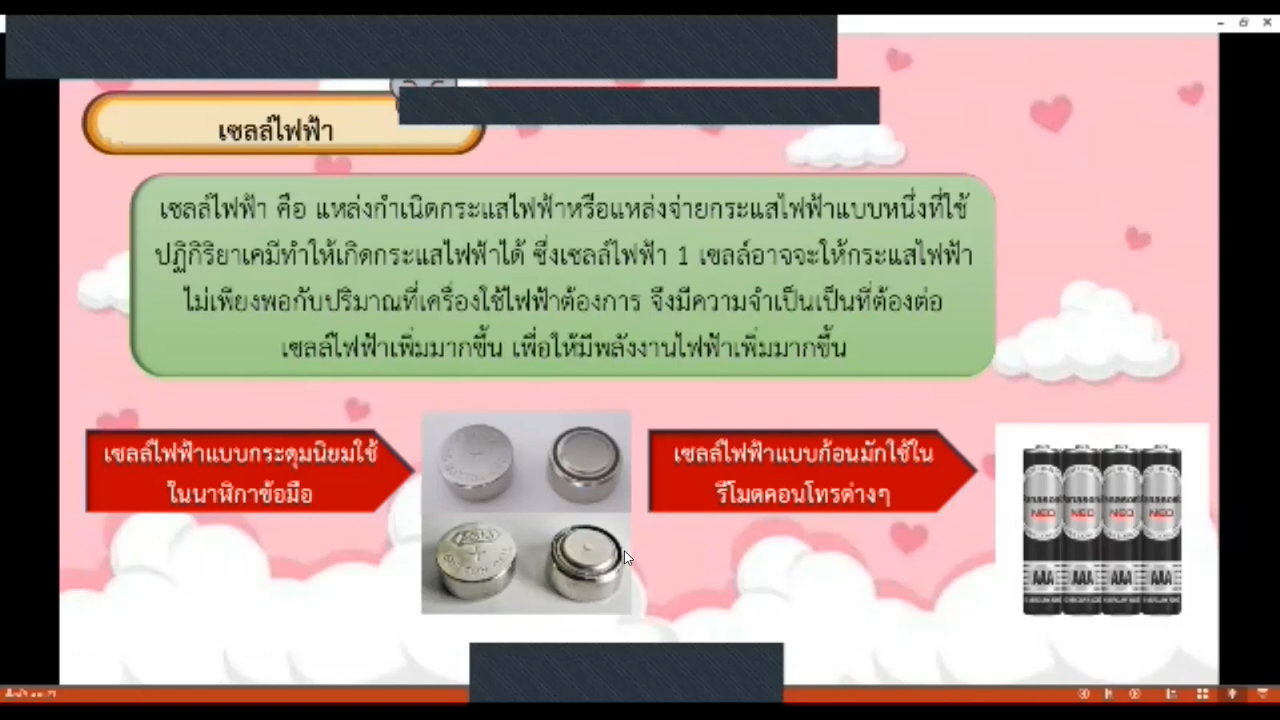 เซลล์ไฟฟ้า
เซลล์ไฟฟ้า คือ แหล่งกำเนิดกระแสไฟฟ้าหรือแหล่งจ่ายกระแสไฟฟ้าแบบหนึ่งที่ใช้
ปฏิกิริยาเคมีทำให้เกิดกระแสไฟฟ้าได้ ซึ่งเซลล์ไฟฟ้า 1 เซลล์อาจจะให้กระแสไฟฟ้า
ไม่เพียงพอกับปริมาณที่เครื่องใช้ไฟฟ้าต้องการ จึงมีความจำเป็นเป็นที่ต้องต่อ
เซลล์ไฟฟ้าเพิ่มมากขึ้น เพื่อให้มีพลังงานไฟฟ้าเพิ่มมากขึ้น
เซลล์ไฟฟ้าแบบกระดุมนิยมใช้
ในนาฬิกาข้อมือ
เซลล์ไฟฟ้าแบบก้อนมักใช้ใน
รีโมตคอนโทรต่างๆ
NEO NEO NEO NEO
AAA AAA AAA AAA